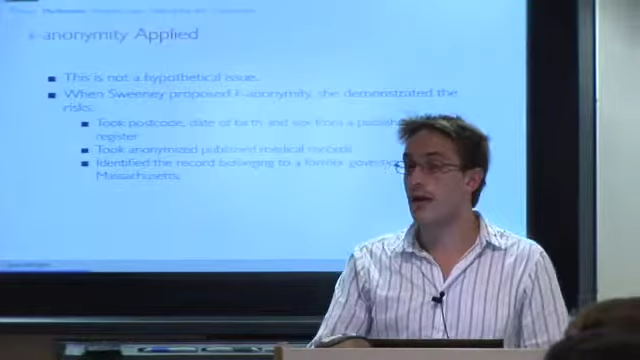 k-anonymity Applied
This is not a hypothetical issue.
When Sweeney proposed k-anonymity, she demonstrated the
risks.
Took postcode, date of birth and sex from a
register
Took anonymized published medical records
Identified the record belonging to a former
Massachusetts.